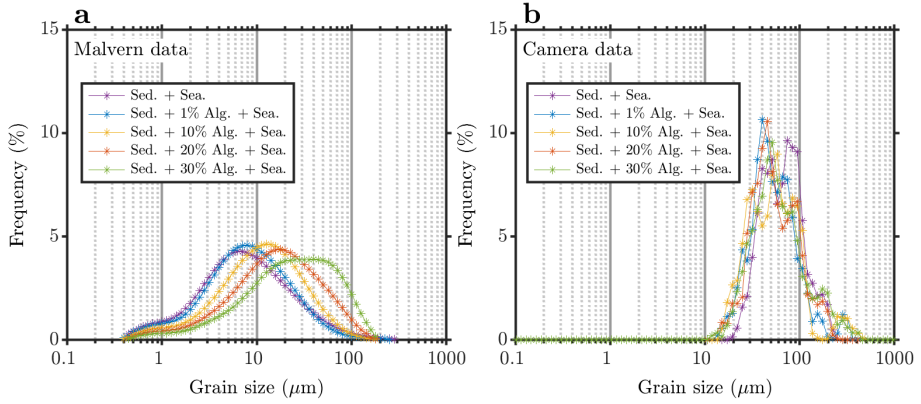 a
Malvern data
Sed. + Sea.
Sed. + 1% Alg. + Sea.
Sed. + 10% Alg. + Sea.
Sed. + 20% Alg. + Sea.
Sed. + 30% Alg. + Sea.
Frequency (%)
15
10
5
0
0.1
1
10
100
1000
Grain size (μm)
b
Camera data
Sed. + Sea.
Sed. + 1% Alg. + Sea.
Sed. + 10% Alg. + Sea.
Sed. + 20% Alg. + Sea.
Sed. + 30% Alg. + Sea.
Frequency (%)
15
10
5
0
0.1
1
10
100
1000
Grain size (μm)